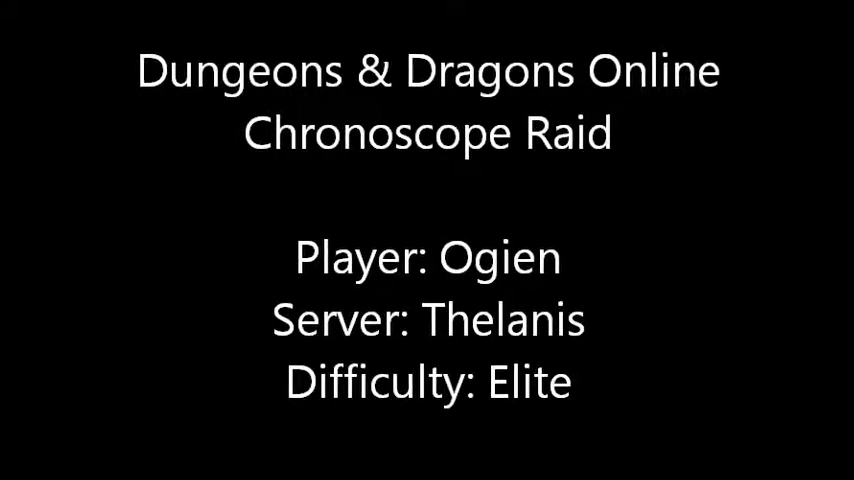 Dungeons & Dragons Online
Chronoscope Raid
Player: Ogien
Server: Thelanis
Difficulty: Elite